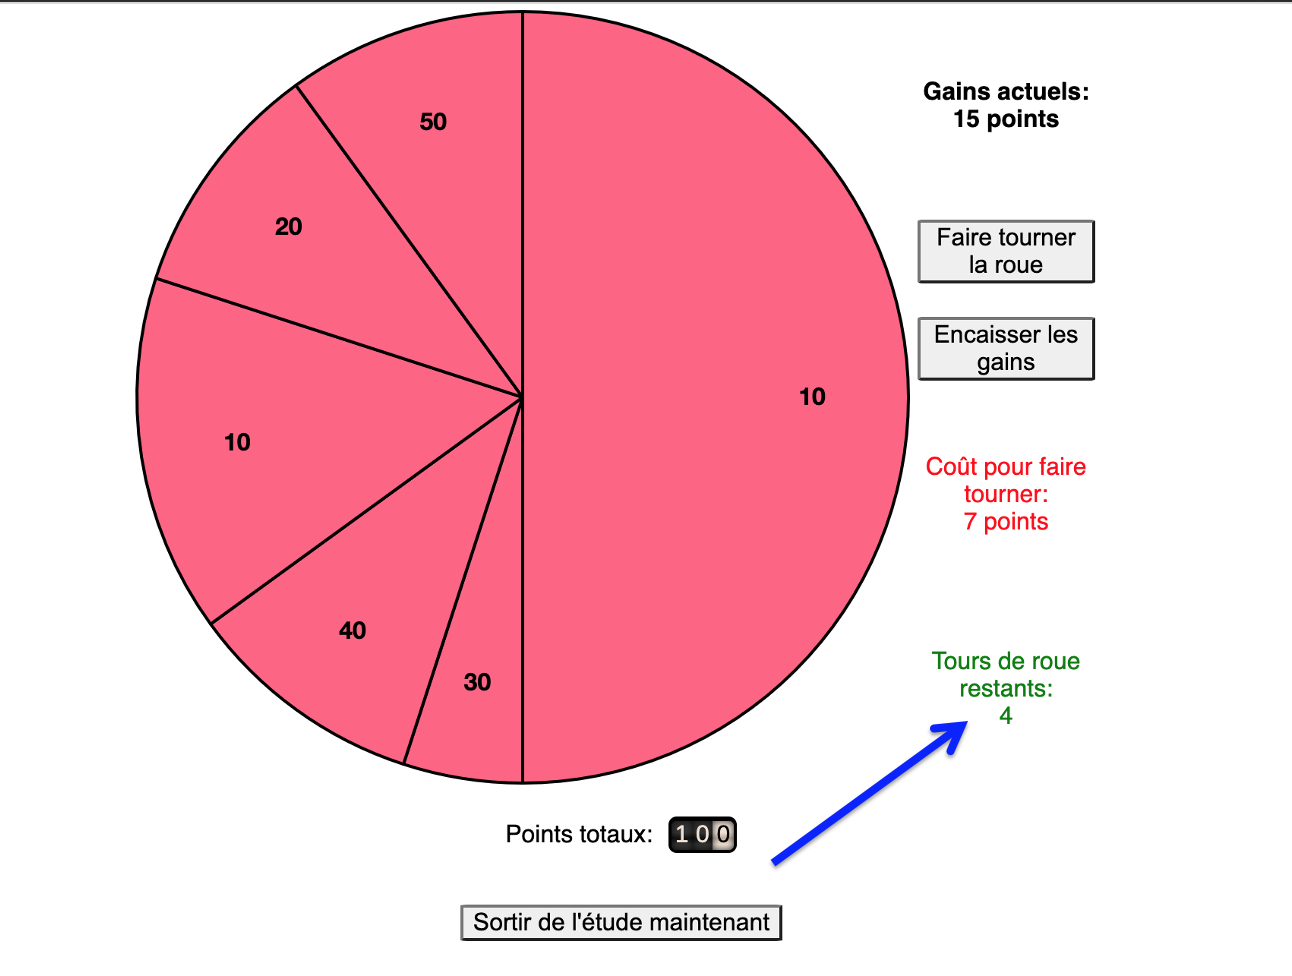 Gains actuels:
15 points
50
20
Faire tourner
la roue
Encaisser les
gains
10
10
Coût pour faire
tourner:
7 points
40
30
Tours de roue
restants:
4
Points totaux: 100
Sortir de l'étude maintenant